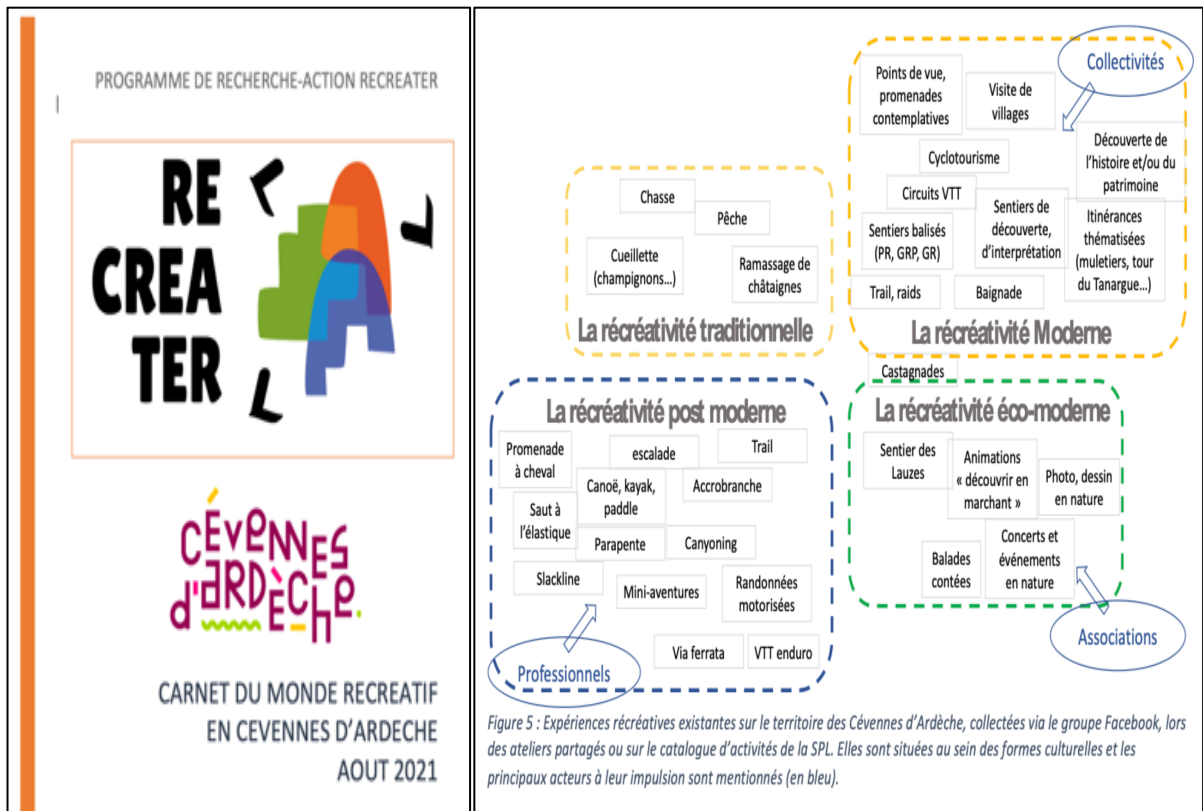 PROGRAMME DE RECHERCHE-ACTION RECREATER
RE
CREA
TER
CÉVENNES
d'ARDÈCHE.
CARNET DU MONDE RECREATIF
EN CEVENNES D'ARDECHE
AOUT 2021
Collectivités
Points de vue,
promenades
contemplatives
Visite de
villages
Découverte de
l'histoire et/ou du
patrimoine
Cyclotourisme
Circuits VTT
Sentiers balisés
(PR, GRP, GR)
Sentiers de
découverte,
d'interprétation
Itinérances
thématisées
(muletiers, tour
du Tanargue…)
Trail, raids
Baignade
La récréativité Moderne
Chasse
Pêche
Cueillette
(champignons…)
Ramassage de
châtaignes
La récréativité traditionnelle
Castagnades
La récréativité post moderne
Promenade
à cheval
escalade
Trail
Canoë, kayak,
paddle
Accrobranche
Saut à
l'élastique
Parapente
Canyoning
Slackline
Mini-aventures
Randonnées
motorisées
Via ferrata
VTT enduro
Professionnels
La récréativité éco-moderne
Sentier des
Lauzes
Animations
« découvrir en
marchant »
Photo, dessin
en nature
Balades
contées
Concerts et
événements
en nature
Associations
Figure 5 : Expériences récréatives existantes sur le territoire des Cévennes d'Ardèche, collectées via le groupe Facebook, lors
des ateliers partagés ou sur le catalogue d'activités de la SPL. Elles sont situées au sein des formes culturelles et les
principaux acteurs à leur impulsion sont mentionnés (en bleu).